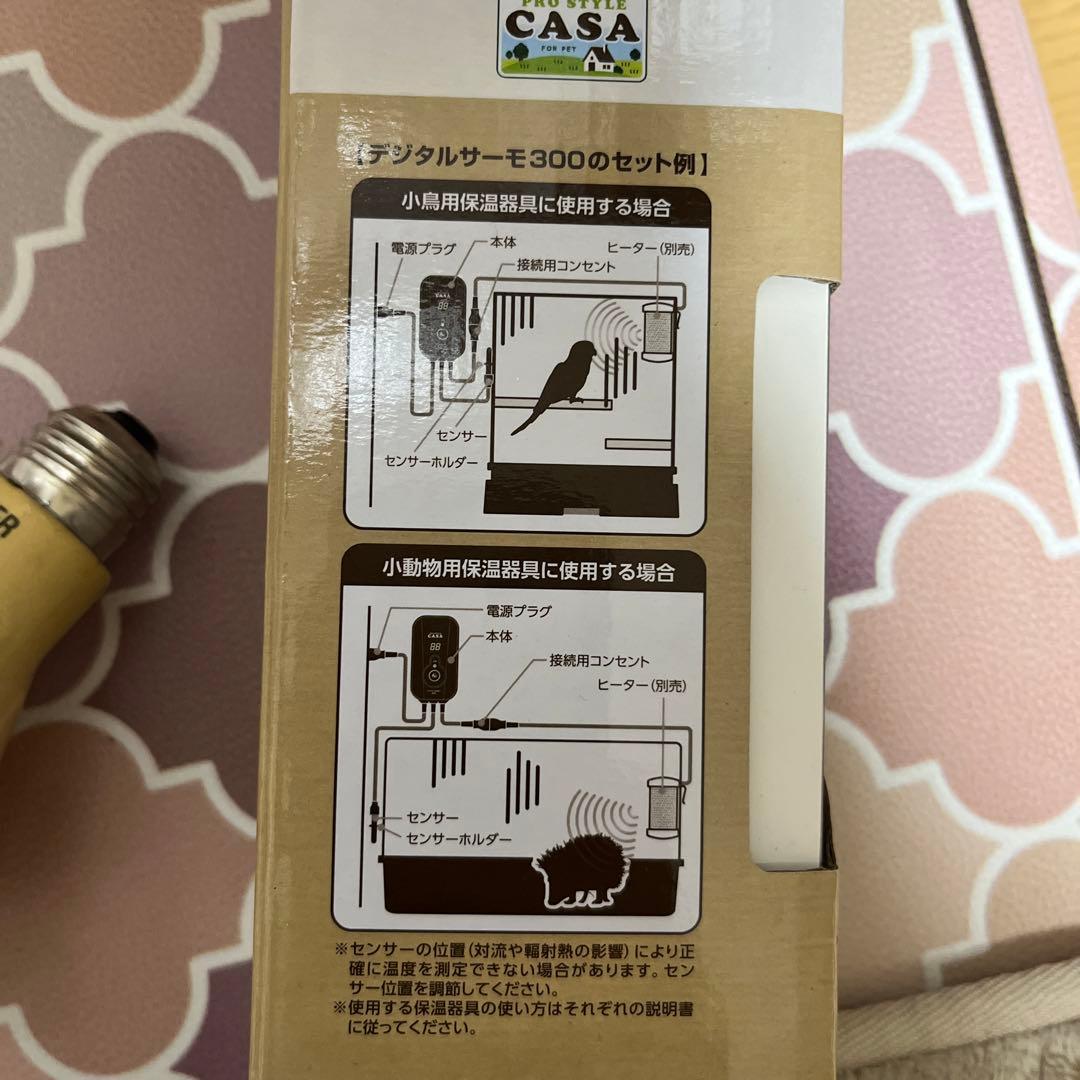 PRO STYLE
CASA
FOR PET
【デジタルサーモ300のセット例】
小鳥用保温器具に使用する場合
電源プラグ
本体
接続用コンセント
ヒーター(別売)
CASA
88
センサー
センサーホルダー
小動物用保温器具に使用する場合
電源プラグ
CASA
88
本体
接続用コンセント
ヒーター(別売)
センサー
センサーホルダー
※センサーの位置(対流や輻射熱の影響)により正
確に温度を測定できない場合があります。セン
サー位置を調節してください。
※使用する保温器具の使い方はそれぞれの説明書
に従ってください。